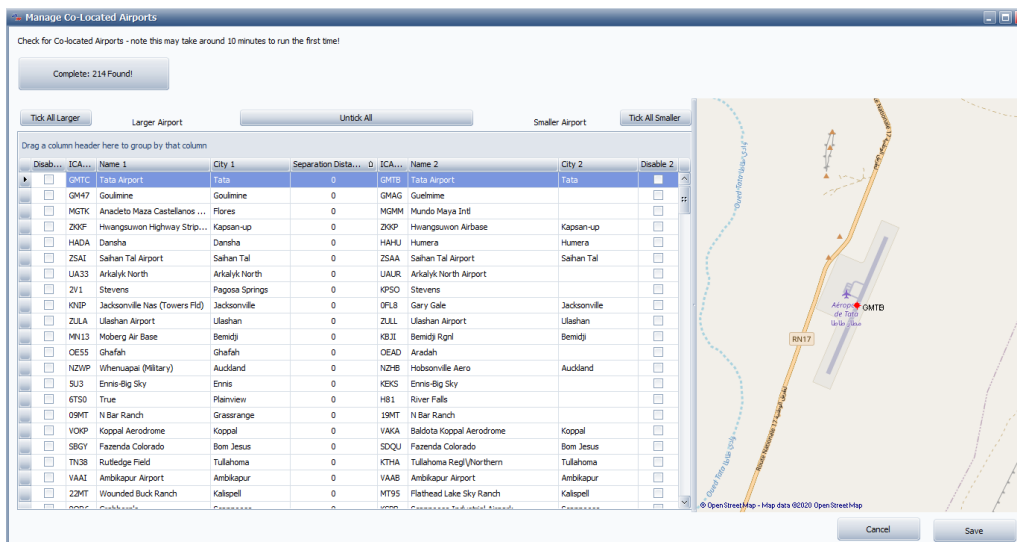 Manage Co-Located Airports
Check for Co-located Airports - note this may take around 10 minutes to run the first time!
Complete: 214 Found!
Tick All Larger Larger Airport Untick All Smaller Airport Tick All Smaller
Drag a column header here to group by that column
Disab... ICA... Name 1 City 1 Separation Dista... ICA... Name 2 City 2 Disable 2
GMTC Tata Airport Tata 0 GMTB Tata Airport Tata
GM47 Goulimine Goulimine 0 GMAG Guelmime
MGTK Anacleto Maza Castellanos ... Flores 0 MGMM Mundo Maya Intl
ZKKF Hwangsuwon Highway Strip... Kapsan-up 0 ZKKP Hwangsuwon Airbase Kapsan-up
HADA Dansha Dansha 0 HAHU Humera Humera
ZSAI Saihan Tal Airport Saihan Tal 0 ZSAA Saihan Tal Airport Saihan Tal
UA33 Arkalyk North Arkalyk North 0 UAUR Arkalyk North Airport
2V1 Stevens Pagosa Springs 0 KPSO Stevens
KNIP Jacksonville Nas (Towers Fld) Jacksonville 0 0FL8 Gary Gale Jacksonville
ZULA Ulashan Airport Ulashan 0 ZULL Ulashan Airport Ulashan
MN13 Moberg Air Base Bemidji 0 KBJI Bemidji Rgnl Bemidji
OE55 Ghafah Ghafah 0 OEAD Aradah
NZWP Whenuapai (Military) Auckland 0 NZHB Hobsonville Aero Auckland
5U3 Ennis-Big Sky Ennis 0 KEKS Ennis-Big Sky
6TS0 True Plainview 0 H81 River Falls
09MT N Bar Ranch Grassrange 0 19MT N Bar Ranch
VOKP Koppal Aerodrome Koppal 0 VAKA Baldota Koppal Aerodrome Koppal
SBGY Fazenda Colorado Bom Jesus 0 SDQU Fazenda Colorado Bom Jesus
TN38 Rutledge Field Tullahoma 0 KTHA Tullahoma Regl\Northern Tullahoma
VAAI Ambikapur Airport Ambikapur 0 VAAB Ambikapur Airport Ambikapur
22MT Wounded Buck Ranch Kalispell 0 MT95 Flathead Lake Sky Ranch Kalispell
GMTB
Aéroport de Tata
RN17
Route Nationale 17
Oued Tata
© OpenStreetMap - Map data ©2020 OpenStreetMap
Cancel Save